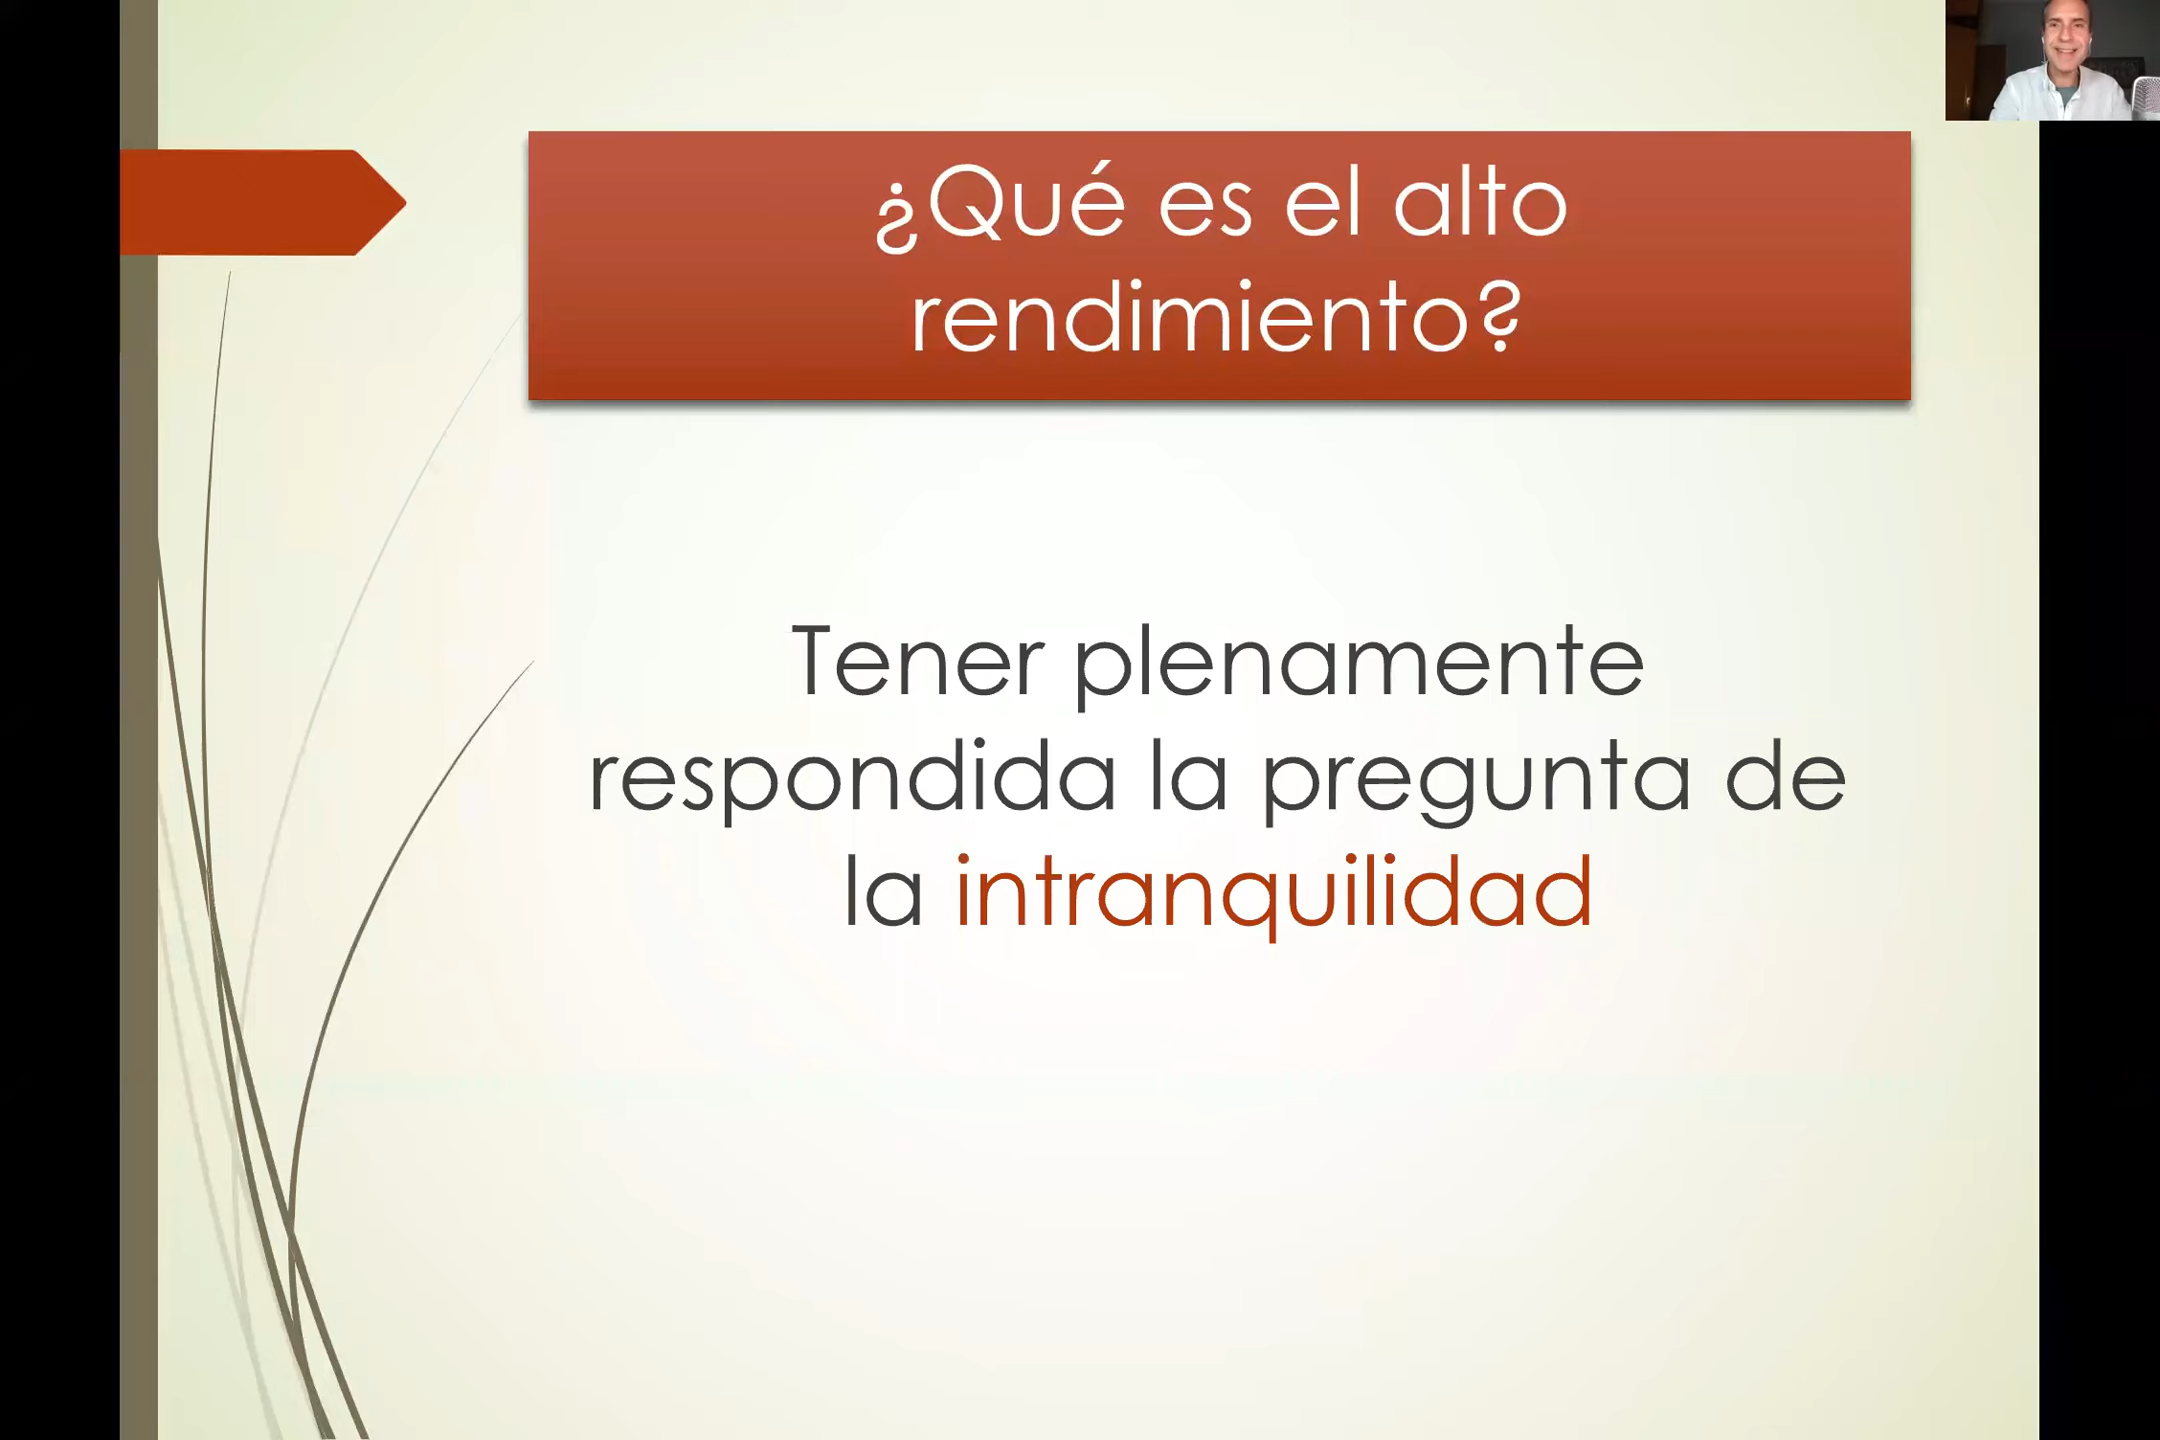 ¿Qué es el alto
rendimiento?
Tener plenamente
respondida la pregunta de
la intranquilidad